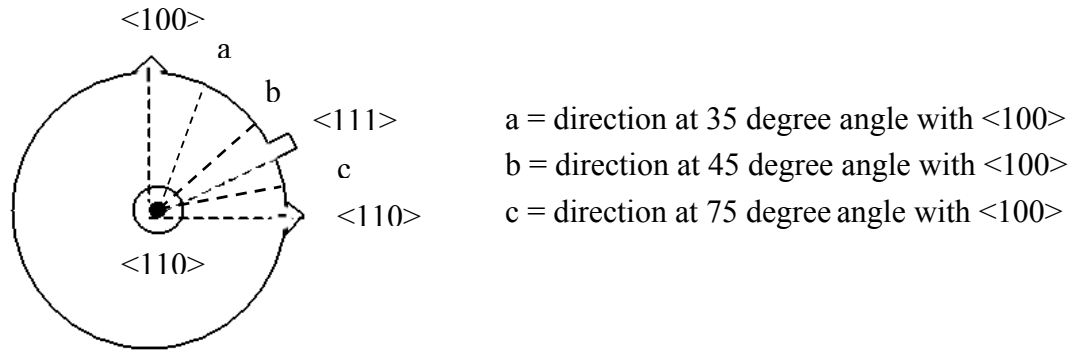 <100>
a
b
<111>
c
<110>
<110>
a = direction at 35 degree angle with <100>
b = direction at 45 degree angle with <100>
c = direction at 75 degree angle with <100>